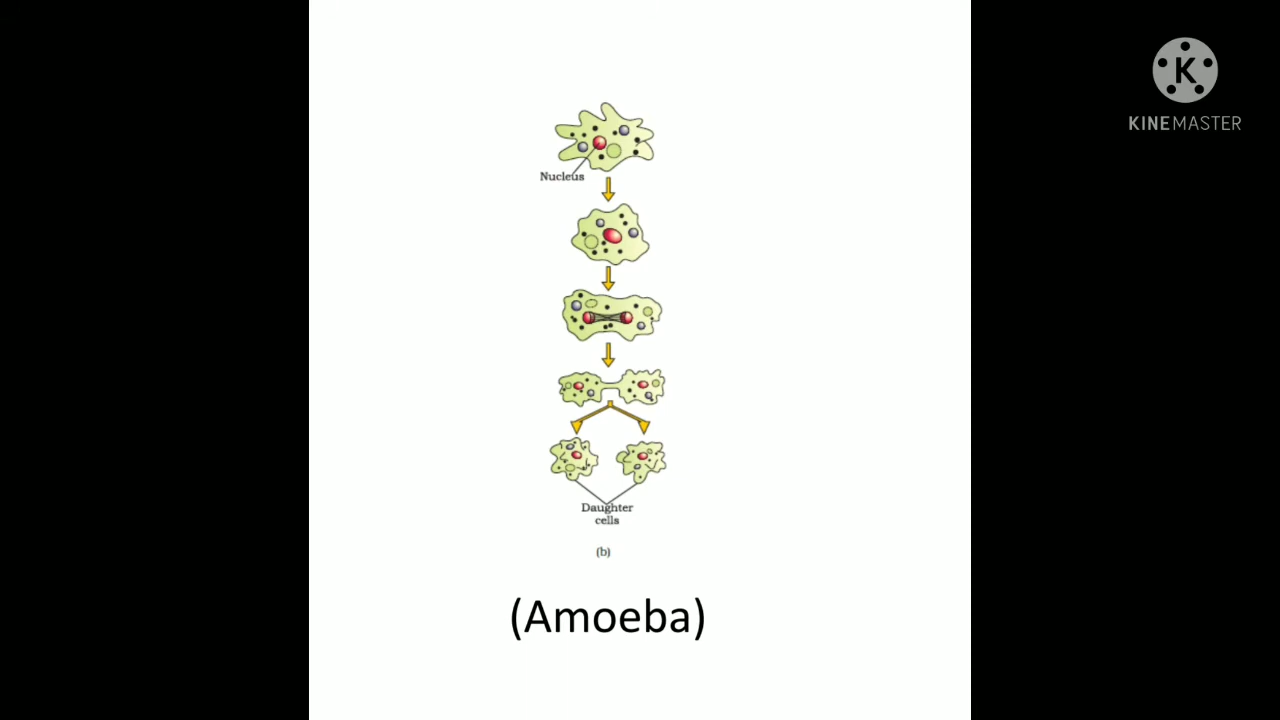 K
KINEMASTER
Nucleus
Daughter
cells
(b)
(Amoeba)